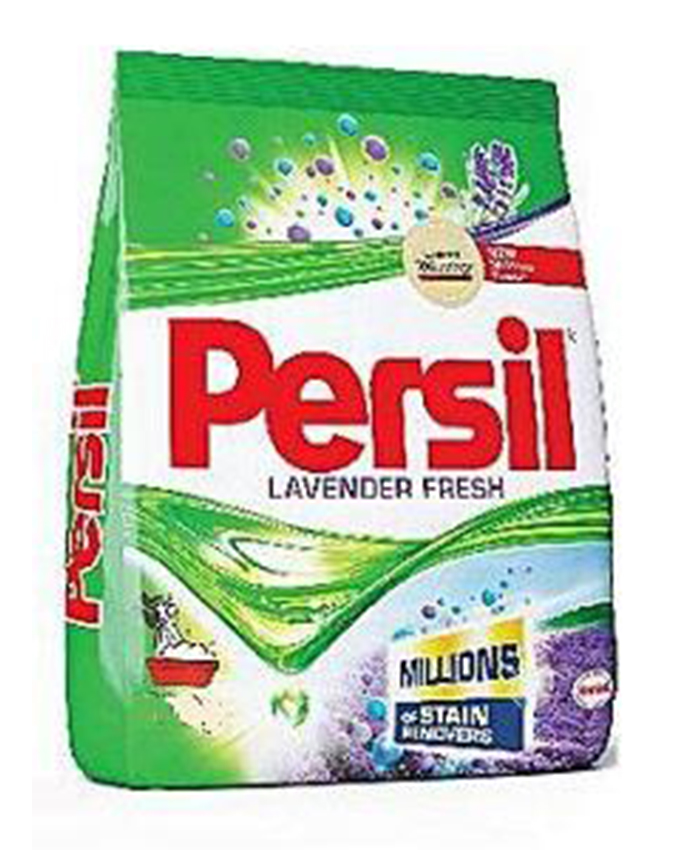 Persil
LAVENDER FRESH
Persil
MILLIONS
OF STAIN
REMOVERS